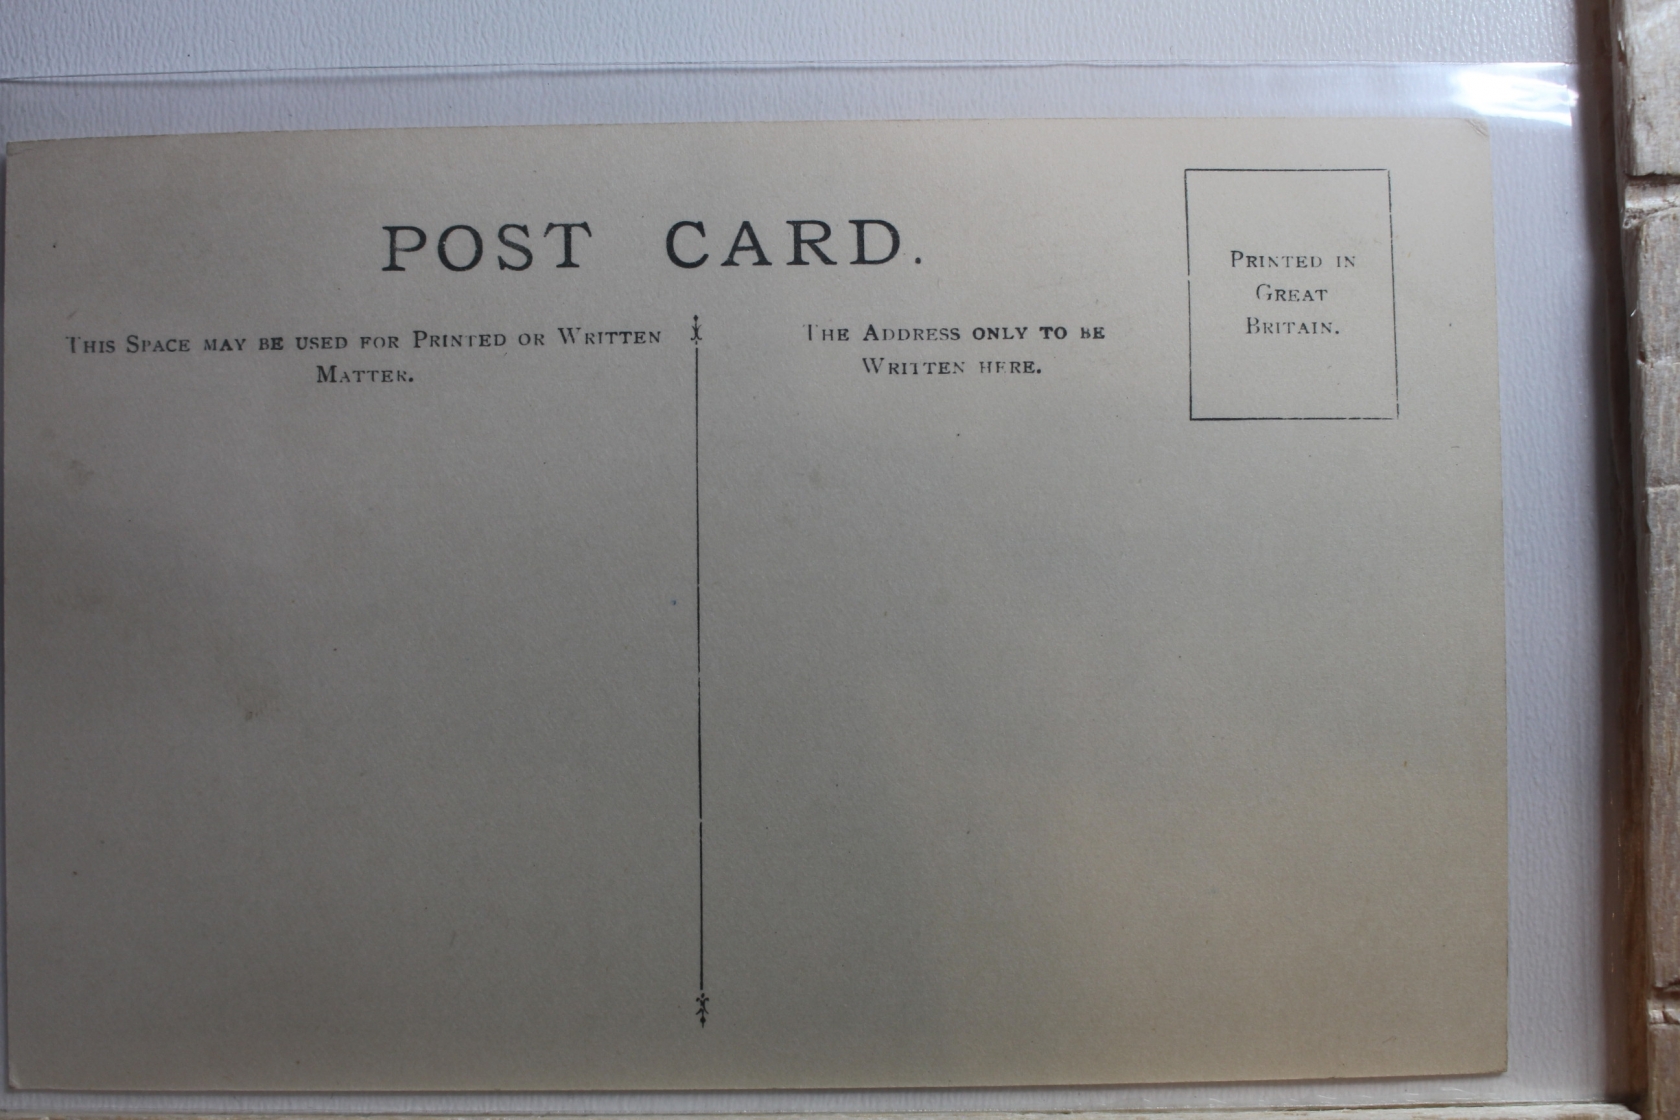 POST CARD.
THIS SPACE MAY BE USED FOR PRINTED OR WRITTEN
MATTER.
THE ADDRESS ONLY TO BE
WRITTEN HERE.
PRINTED IN
GREAT
BRITAIN.